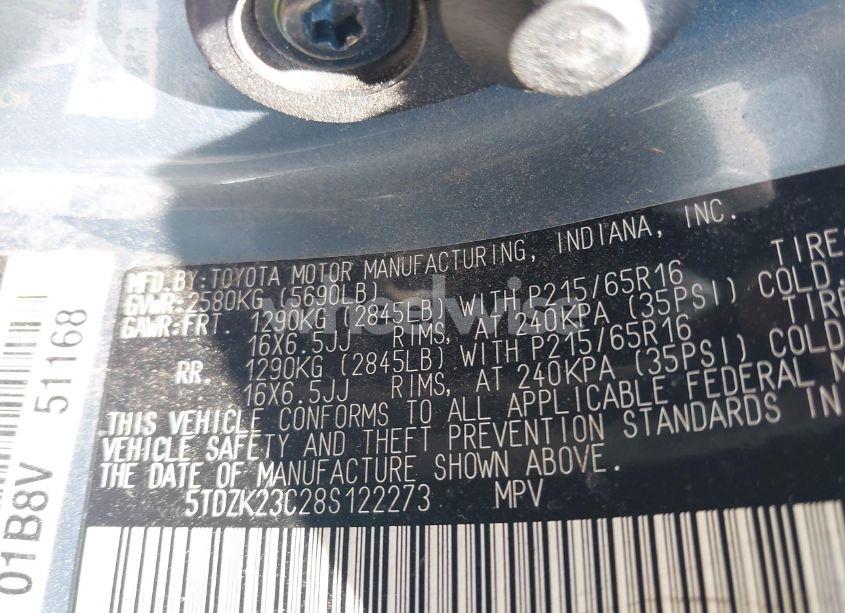 MFD. BY: TOYOTA MOTOR MANUFACTURING, INDIANA, INC.
GVWR: 2580KG (5690LB)
GAWR: FRT. 1290KG (2845LB) WITH P215/65R16 TIRES
16X6.5JJ RIMS, AT 240KPA (35PSI) COLD.
RR. 1290KG (2845LB) WITH P215/65R16 TIRE
16X6.5JJ RIMS, AT 240KPA (35PSI) COLD
THIS VEHICLE CONFORMS TO ALL APPLICABLE FEDERAL M
VEHICLE SAFETY AND THEFT PREVENTION STANDARDS IN
THE DATE OF MANUFACTURE SHOWN ABOVE.
5TDZK23C28S122273 MPV
01B8V 51168
wheelwise